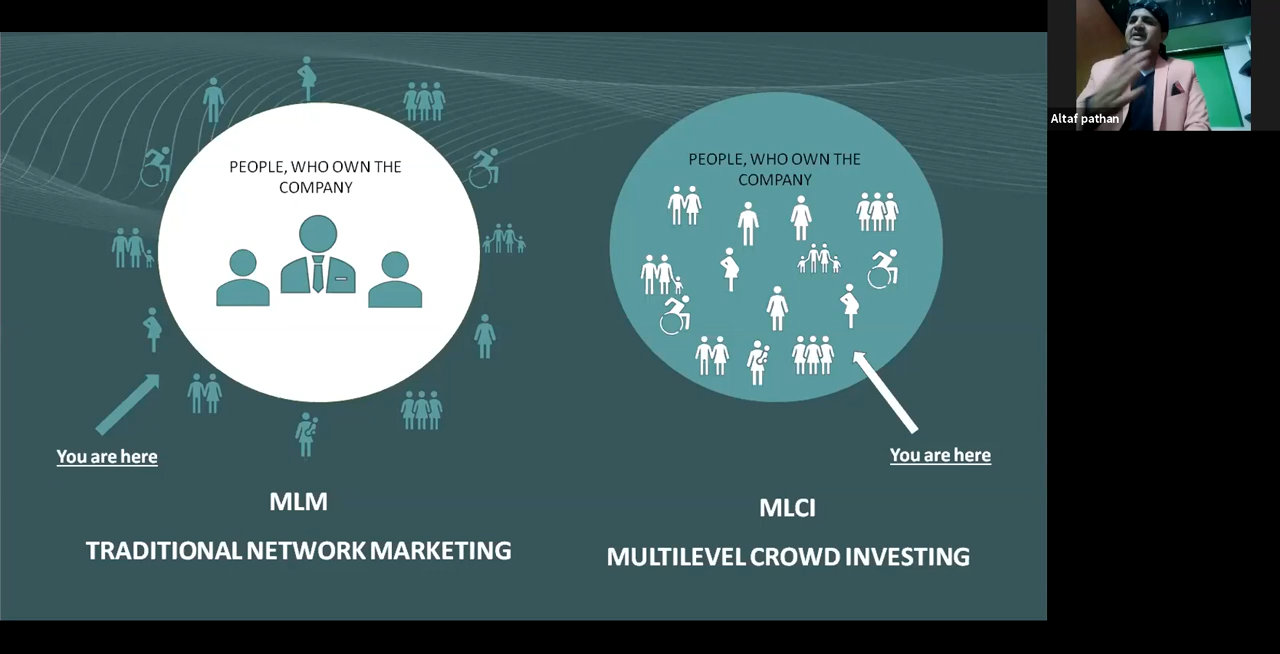 PEOPLE, WHO OWN THE
COMPANY
You are here
MLM
TRADITIONAL NETWORK MARKETING
PEOPLE, WHO OWN THE
COMPANY
You are here
MLCI
MULTILEVEL CROWD INVESTING
Altaf pathan